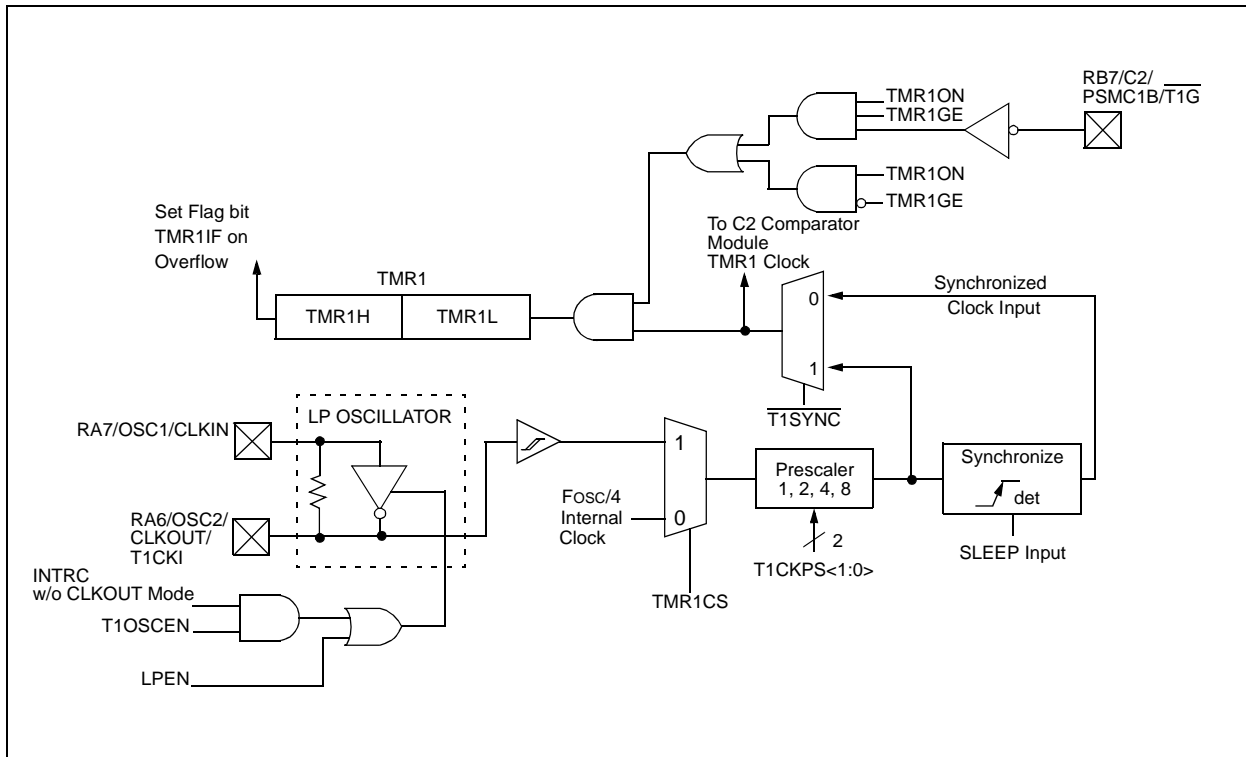 RB7/C2/
PSMC1B/T1G
TMR1ON
TMR1GE
TMR1ON
TMR1GE
Set Flag bit
TMR1IF on
Overflow
To C2 Comparator
Module
TMR1 Clock
TMR1
TMR1H
TMR1L
0
1
Synchronized
Clock Input
T1SYNC
LP OSCILLATOR
RA7/OSC1/CLKIN
RA6/OSC2/
CLKOUT/
T1CKI
1
0
FOSC/4
Internal
Clock
TMR1CS
Prescaler
1, 2, 4, 8
2
T1CKPS<1:0>
Synchronize
det
SLEEP Input
INTRC
w/o CLKOUT Mode
T1OSCEN
LPEN